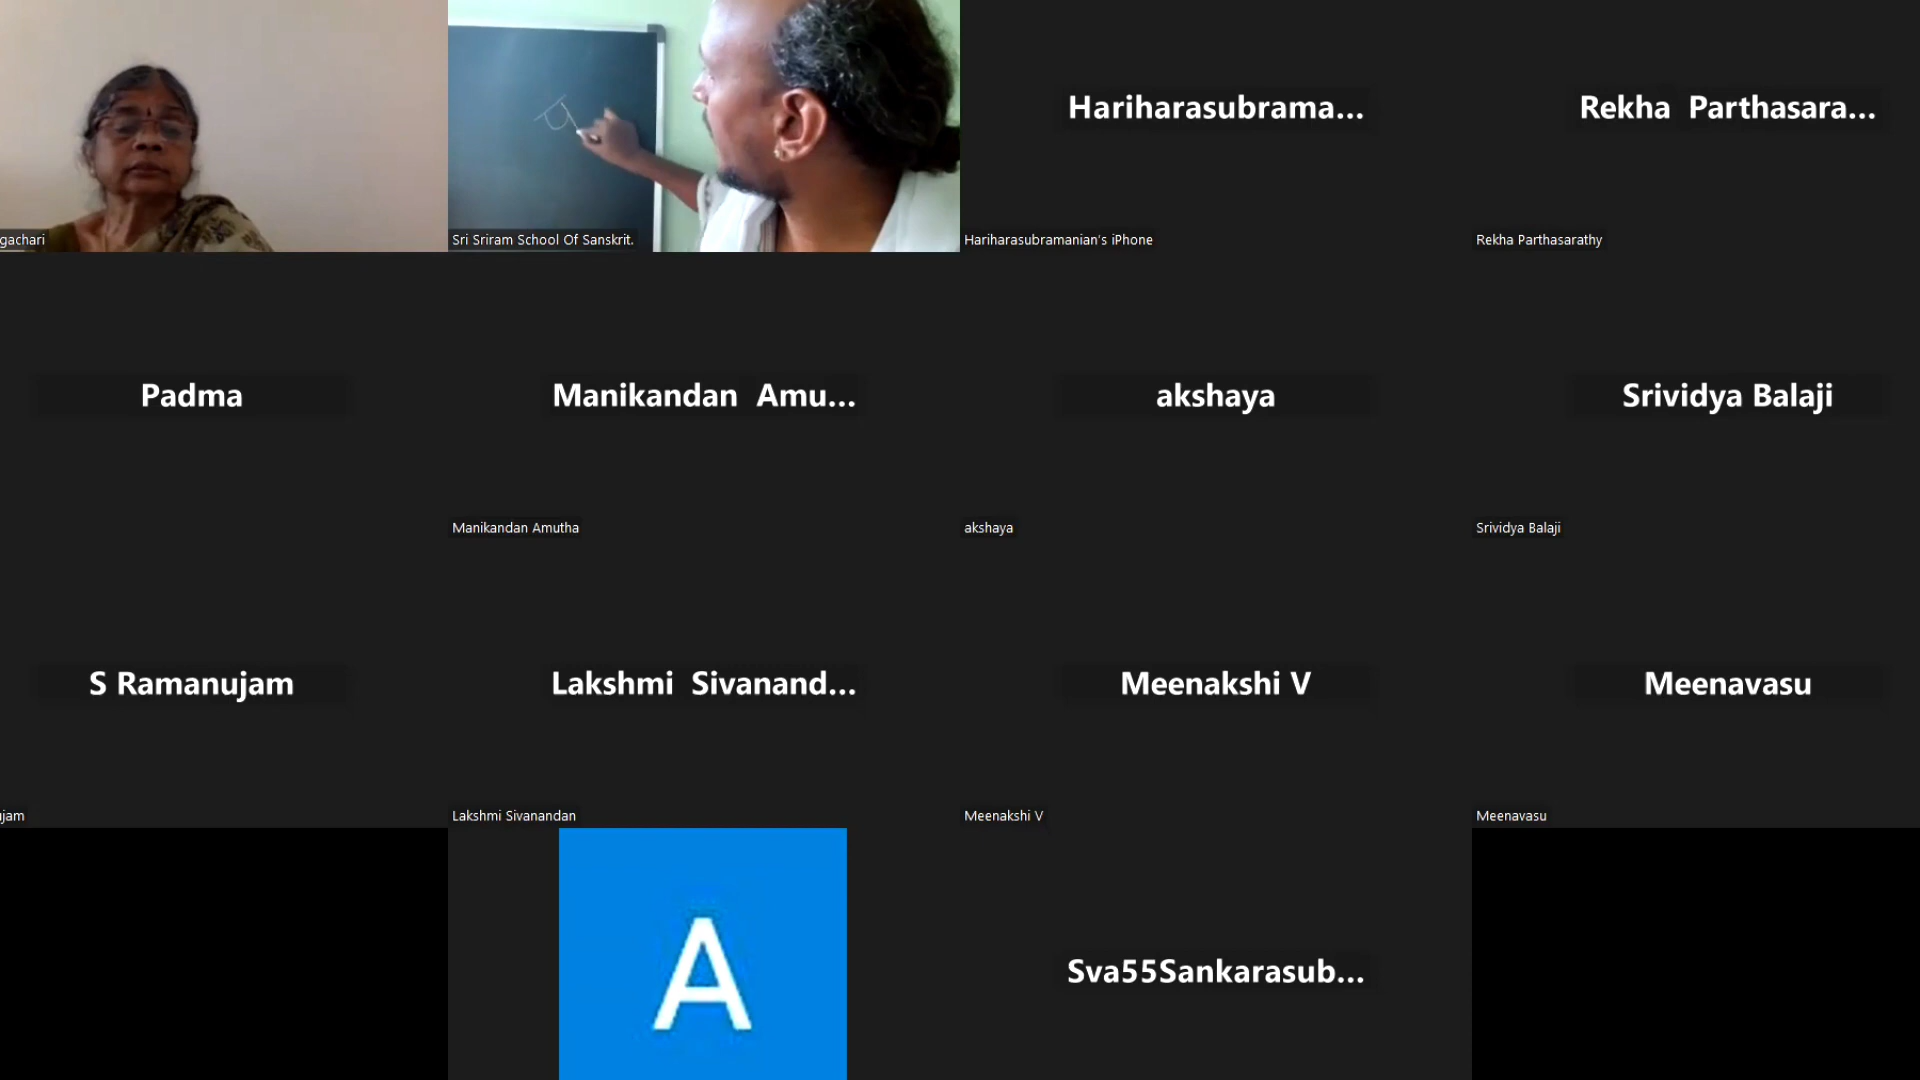 Hariharasubrama...
Rekha Parthasara...
gachari
Sri Sriram School Of Sanskrit.
Hariharasubramanian's iPhone
Rekha Parthasarathy
Padma
Manikandan Amu...
akshaya
Srividya Balaji
Manikandan Amutha
akshaya
Srividya Balaji
S Ramanujam
Lakshmi Sivanand...
Meenakshi V
Meenavasu
jam
Lakshmi Sivanandan
Meenakshi V
Meenavasu
A
Sva55Sankarasub...